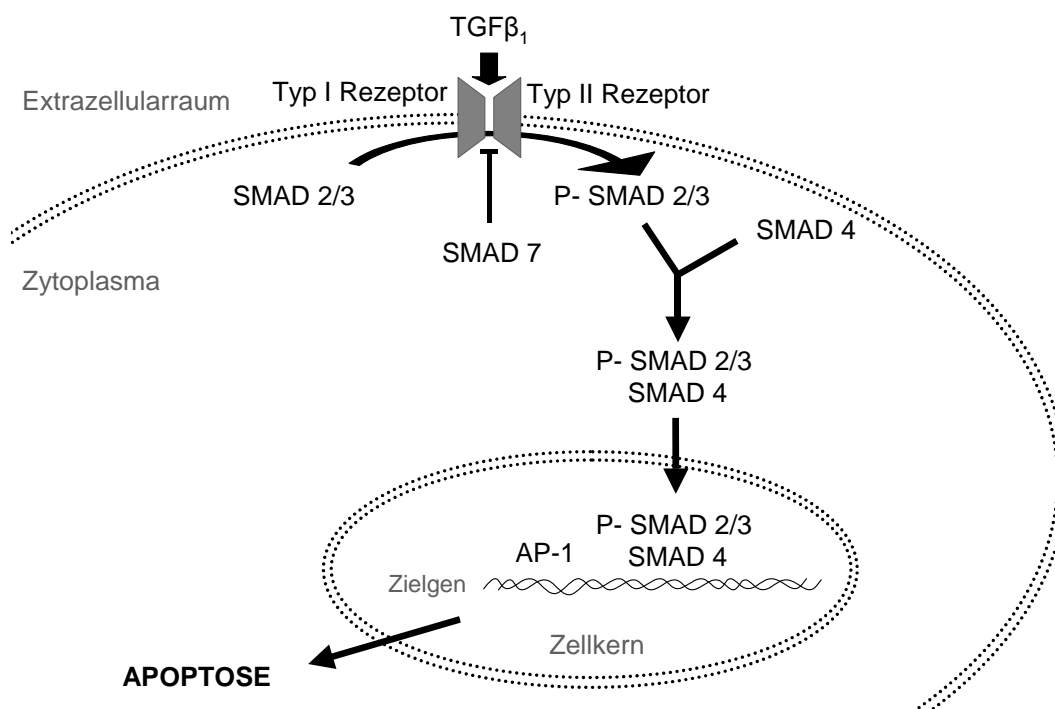 TGFβ₁
Typ I Rezeptor
Typ II Rezeptor
Extrazellularraum
SMAD 2/3
P- SMAD 2/3
SMAD 7
SMAD 4
Zytoplasma
P- SMAD 2/3
SMAD 4
P- SMAD 2/3
AP-1
SMAD 4
Zielgen
Zellkern
APOPTOSE